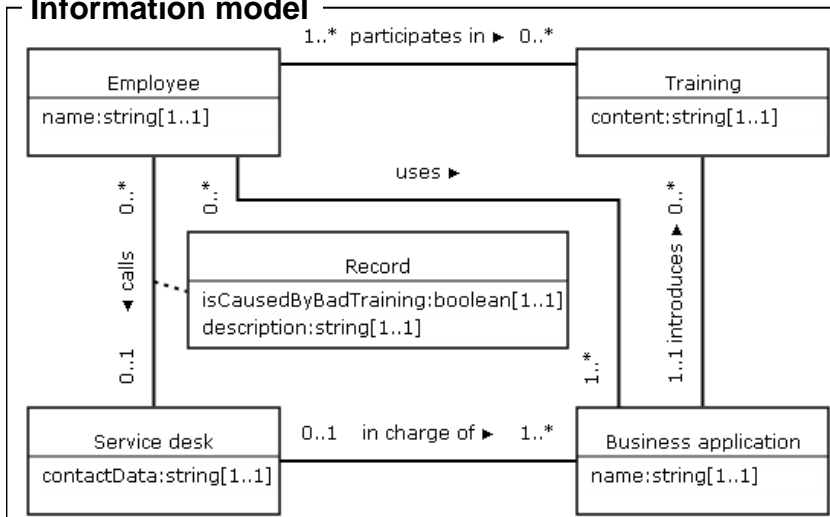 Information model
1..* participates in ► 0..*
Employee
name:string[1..1]
Training
content:string[1..1]
uses ►
0..*
0..*
0..*
◄ calls
1..1 introduces ►
Record
isCausedByBadTraining:boolean[1..1]
description:string[1..1]
0..1
1..*
Service desk
contactData:string[1..1]
0..1 in charge of ► 1..*
Business application
name:string[1..1]